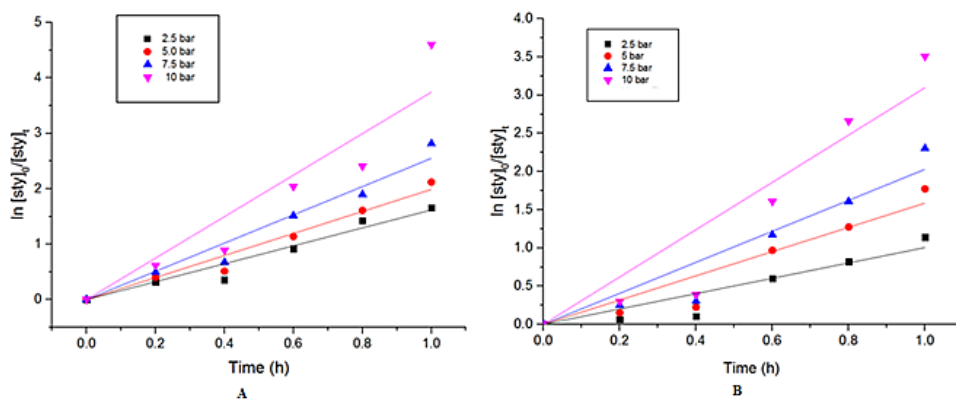 5
4
3
2
1
0
ln [sty]0/[sty]t
2.5 bar
5.0 bar
7.5 bar
10 bar
0.0 0.2 0.4 0.6 0.8 1.0
Time (h)
A
4.0
3.5
3.0
2.5
2.0
1.5
1.0
0.5
0.0
ln [sty]0/[sty]t
2.5 bar
5 bar
7.5 bar
10 bar
0.0 0.2 0.4 0.6 0.8 1.0
Time (h)
B